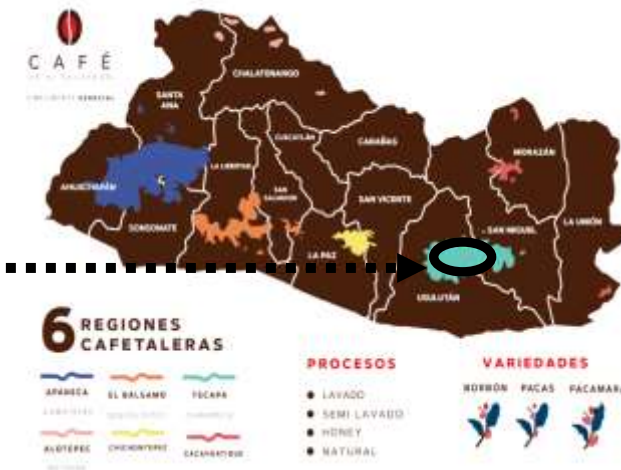 CAFÉ
CHALATENANGO
SANTA
ANA
CUSCATLÁN
CABAÑAS
MORAZÁN
LA LIBERTAD
AHUACHAPÁN
SAN
SALVADOR
SAN VICENTE
SONSONATE
LA PAZ
SAN MIGUEL
LA UNIÓN
USULUTÁN
6 REGIONES
CAFETALERAS
APANECA
EL BÁLSAMO
TECAPA
ALOTEPEC
CHICHONTEPEC
CACAHUATIQUE
PROCESOS
● LAVADO
● SEMI LAVADO
● HONEY
● NATURAL
VARIEDADES
BORBÓN PACAS PACAMARA